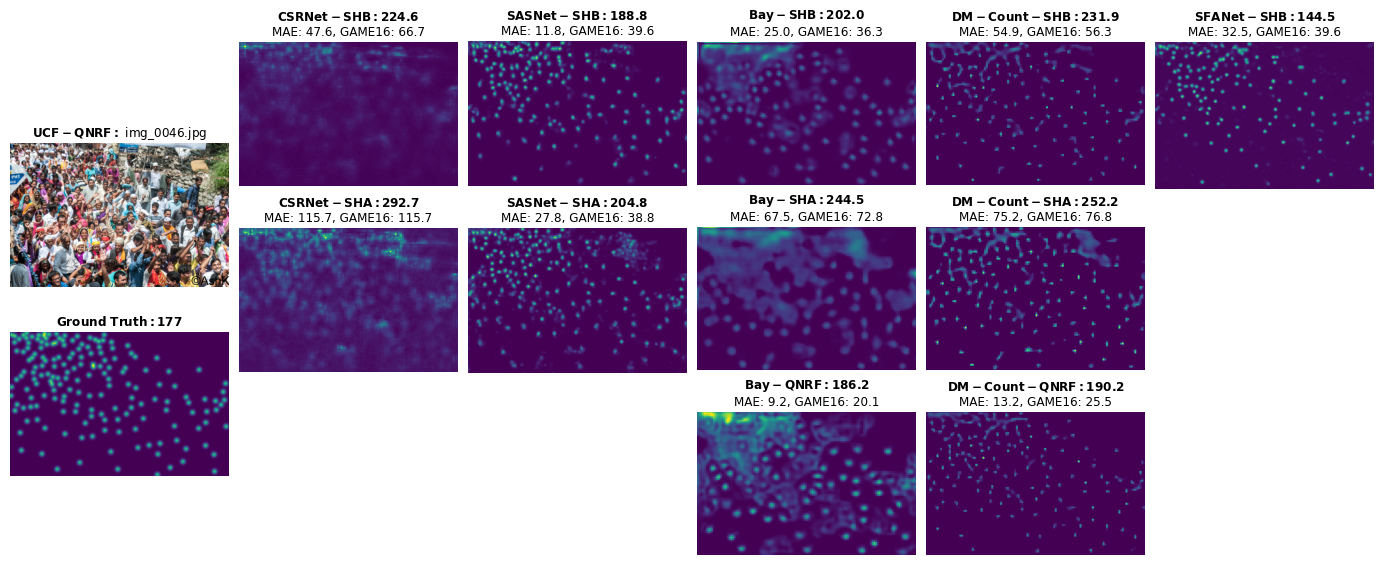 CSRNet − SHB : 224.6
MAE: 47.6, GAME16: 66.7
SASNet − SHB : 188.8
MAE: 11.8, GAME16: 39.6
Bay − SHB : 202.0
MAE: 25.0, GAME16: 36.3
DM − Count − SHB : 231.9
MAE: 54.9, GAME16: 56.3
SFANet − SHB : 144.5
MAE: 32.5, GAME16: 39.6
UCF − QNRF : img_0046.jpg
CSRNet − SHA : 292.7
MAE: 115.7, GAME16: 115.7
SASNet − SHA : 204.8
MAE: 27.8, GAME16: 38.8
Bay − SHA : 244.5
MAE: 67.5, GAME16: 72.8
DM − Count − SHA : 252.2
MAE: 75.2, GAME16: 76.8
Ground Truth : 177
Bay − QNRF : 186.2
MAE: 9.2, GAME16: 20.1
DM − Count − QNRF : 190.2
MAE: 13.2, GAME16: 25.5